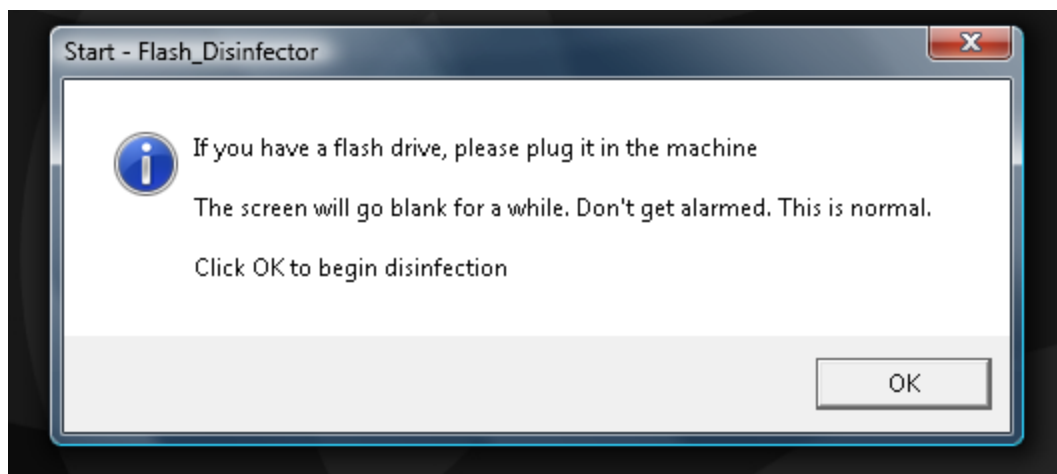 Start - Flash_Disinfector
If you have a flash drive, please plug it in the machine
The screen will go blank for a while. Don't get alarmed. This is normal.
Click OK to begin disinfection
OK